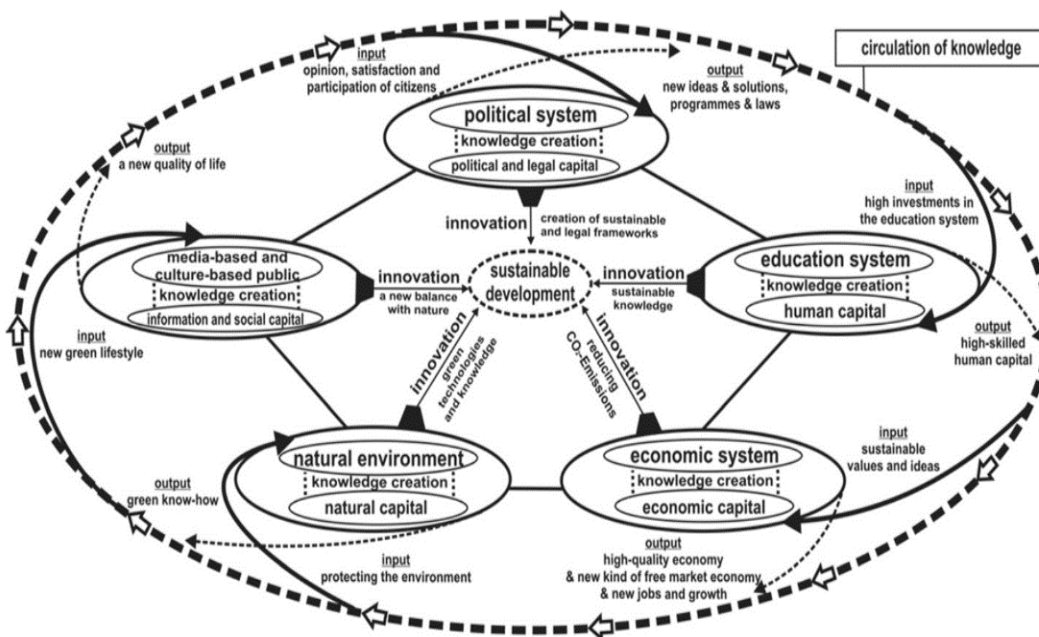 circulation of knowledge
input
opinion, satisfaction and
participation of citizens
output
new ideas & solutions,
programmes & laws
political system
knowledge creation
political and legal capital
output
a new quality of life
input
high investments in
the education system
innovation
creation of sustainable
and legal frameworks
media-based and
culture-based public
knowledge creation
information and social capital
innovation
a new balance
with nature
sustainable
development
innovation
sustainable
knowledge
education system
knowledge creation
human capital
input
new green lifestyle
output
high-skilled
human capital
innovation
green
technologies
and knowledge
innovation
reducing
CO₂-Emissions
natural environment
knowledge creation
natural capital
economic system
knowledge creation
economic capital
input
sustainable
values and ideas
output
green know-how
input
protecting the environment
output
high-quality economy
& new kind of free market economy
& new jobs and growth